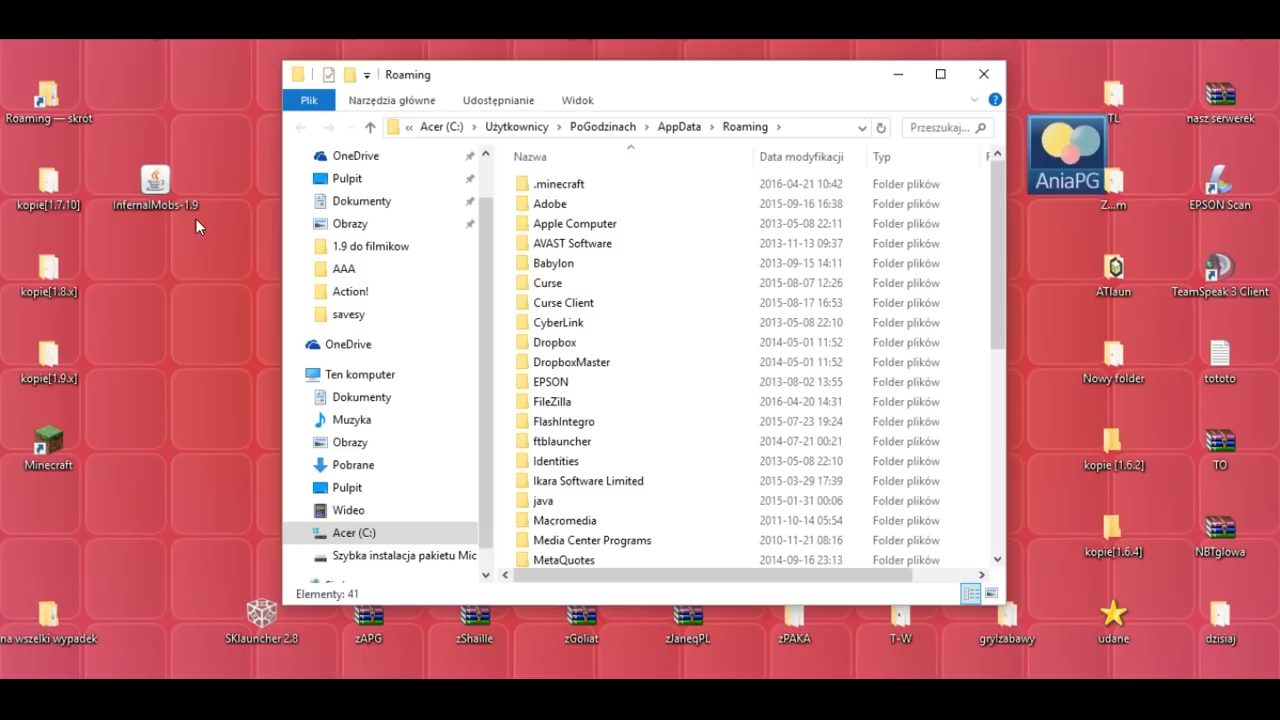 Roaming
Plik
Narzędzia główne
Udostępnianie
Widok
« Acer (C:) › Użytkownicy › PoGodzinach › AppData › Roaming ›
Przeszukaj...
OneDrive
Pulpit
Dokumenty
Obrazy
1.9 do filmikow
AAA
Action!
savesy
OneDrive
Ten komputer
Dokumenty
Muzyka
Obrazy
Pobrane
Pulpit
Wideo
Acer (C:)
Szybka instalacja pakietu Mic
Nazwa Data modyfikacji Typ
.minecraft 2016-04-21 10:42 Folder plików
Adobe 2015-09-16 16:38 Folder plików
Apple Computer 2013-05-08 22:11 Folder plików
AVAST Software 2013-11-13 09:37 Folder plików
Babylon 2013-09-15 14:11 Folder plików
Curse 2015-08-07 12:26 Folder plików
Curse Client 2015-08-17 16:53 Folder plików
CyberLink 2013-05-08 22:10 Folder plików
Dropbox 2014-05-01 11:52 Folder plików
DropboxMaster 2014-05-01 11:52 Folder plików
EPSON 2013-08-02 13:55 Folder plików
FileZilla 2016-04-20 14:31 Folder plików
FlashIntegro 2015-07-23 19:24 Folder plików
ftblauncher 2014-07-21 00:21 Folder plików
Identities 2013-05-08 22:10 Folder plików
Ikara Software Limited 2015-03-29 17:39 Folder plików
java 2015-01-31 00:06 Folder plików
Macromedia 2011-10-14 05:54 Folder plików
Media Center Programs 2010-11-21 08:16 Folder plików
MetaQuotes 2014-09-16 23:13 Folder plików
Elementy: 41
Roaming — skrót
kopie[1.7.10]
InfernalMobs-1.9
kopie[1.8.x]
kopie[1.9.x]
Minecraft
na wszelki wypadek
SKlauncher 2.8
zAPG
zShaille
zGoliat
zJaneqPL
zPAKA
T-W
gryIzabawy
udane
dzisiaj
TL
nasz serwerek
AniaPG
Z...m
EPSON Scan
ATlaun
TeamSpeak 3 Client
Nowy folder
tototo
kopie [1.6.2]
TO
kopie[1.6.4]
NBTglowa